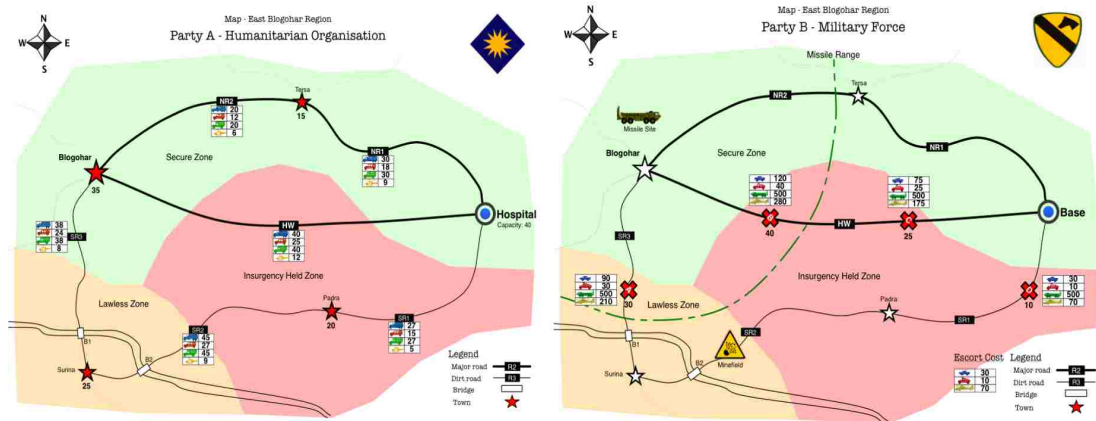 Map - East Blogohar Region
Party A - Humanitarian Organisation
N
W E
S
Tersa
15
NR2
20
12
20
6
NR1
30
18
30
9
Blogohar
35
Secure Zone
Hospital
Capacity: 40
HW
40
25
40
12
38
24
38
8
SR3
Insurgency Held Zone
Lawless Zone
Padra
20
SR1
27
15
27
5
SR2
45
27
45
9
B1
B2
Surina
25
Legend
Major road R2
Dirt road R3
Bridge
Town
Map - East Blogohar Region
Party B - Military Force
N
W E
S
Missile Range
Tersa
NR2
Missile Site
NR1
Blogohar
Secure Zone
120
40
500
280
40
75
25
500
175
25
HW
Base
SR3
90
30
500
210
30
Insurgency Held Zone
Lawless Zone
Padra
30
10
500
70
10
SR1
SR2
Minefield
B1
B2
Surina
Escort Cost
30
10
70
Legend
Major road R2
Dirt road R3
Bridge
Town